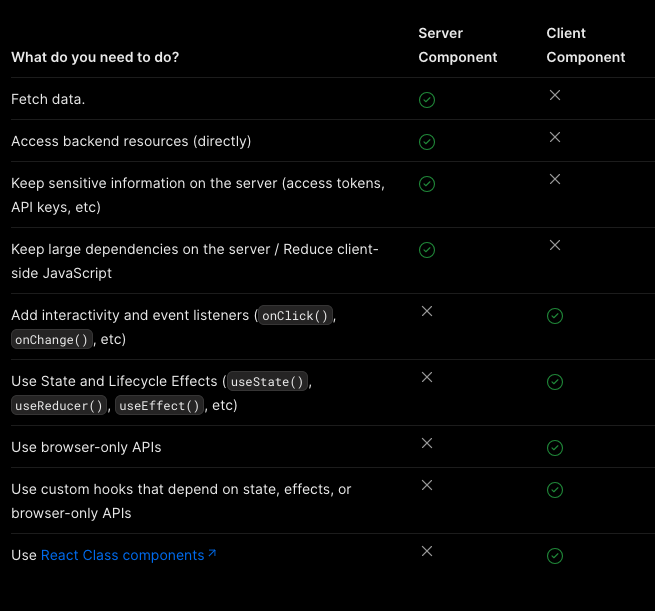 What do you need to do?
Server
Component
Client
Component
Fetch data.
Access backend resources (directly)
Keep sensitive information on the server (access tokens,
API keys, etc)
Keep large dependencies on the server / Reduce client-
side JavaScript
Add interactivity and event listeners (onClick(),
onChange(), etc)
Use State and Lifecycle Effects (useState(),
useReducer(), useEffect(), etc)
Use browser-only APIs
Use custom hooks that depend on state, effects, or
browser-only APIs
Use React Class components